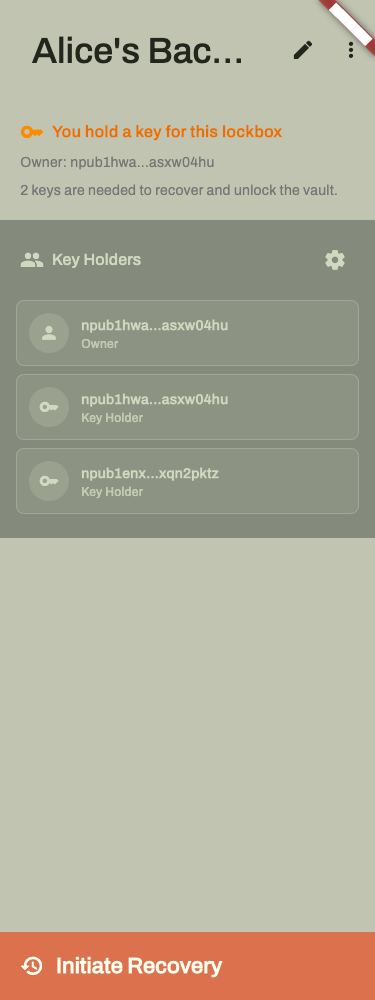 Alice's Bac...
You hold a key for this lockbox
Owner: npub1hwa...asxw04hu
2 keys are needed to recover and unlock the vault.
Key Holders
npub1hwa...asxw04hu
Owner
npub1hwa...asxw04hu
Key Holder
npub1enx...xqn2pktz
Key Holder
Initiate Recovery